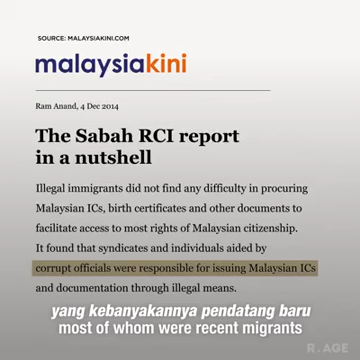 SOURCE: MALAYSIAKINI.COM
malaysiakini
Ram Anand, 4 Dec 2014
The Sabah RCI report
in a nutshell
Illegal immigrants did not find any difficulty in procuring
Malaysian ICs, birth certificates and other documents to
facilitate access to most rights of Malaysian citizenship.
It found that syndicates and individuals aided by
corrupt officials were responsible for issuing Malaysian ICs
and documentation through illegal means.
yang kebanyakannya pendatang baru
most of whom were recent migrants
R.AGE